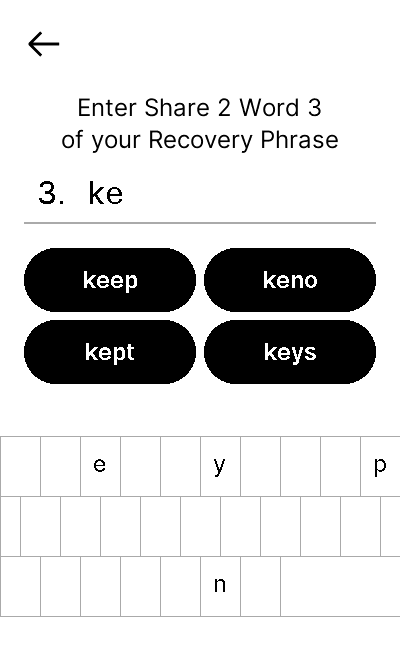 Enter Share 2 Word 3
of your Recovery Phrase
3. ke
keep keno
kept keys
e y p
n